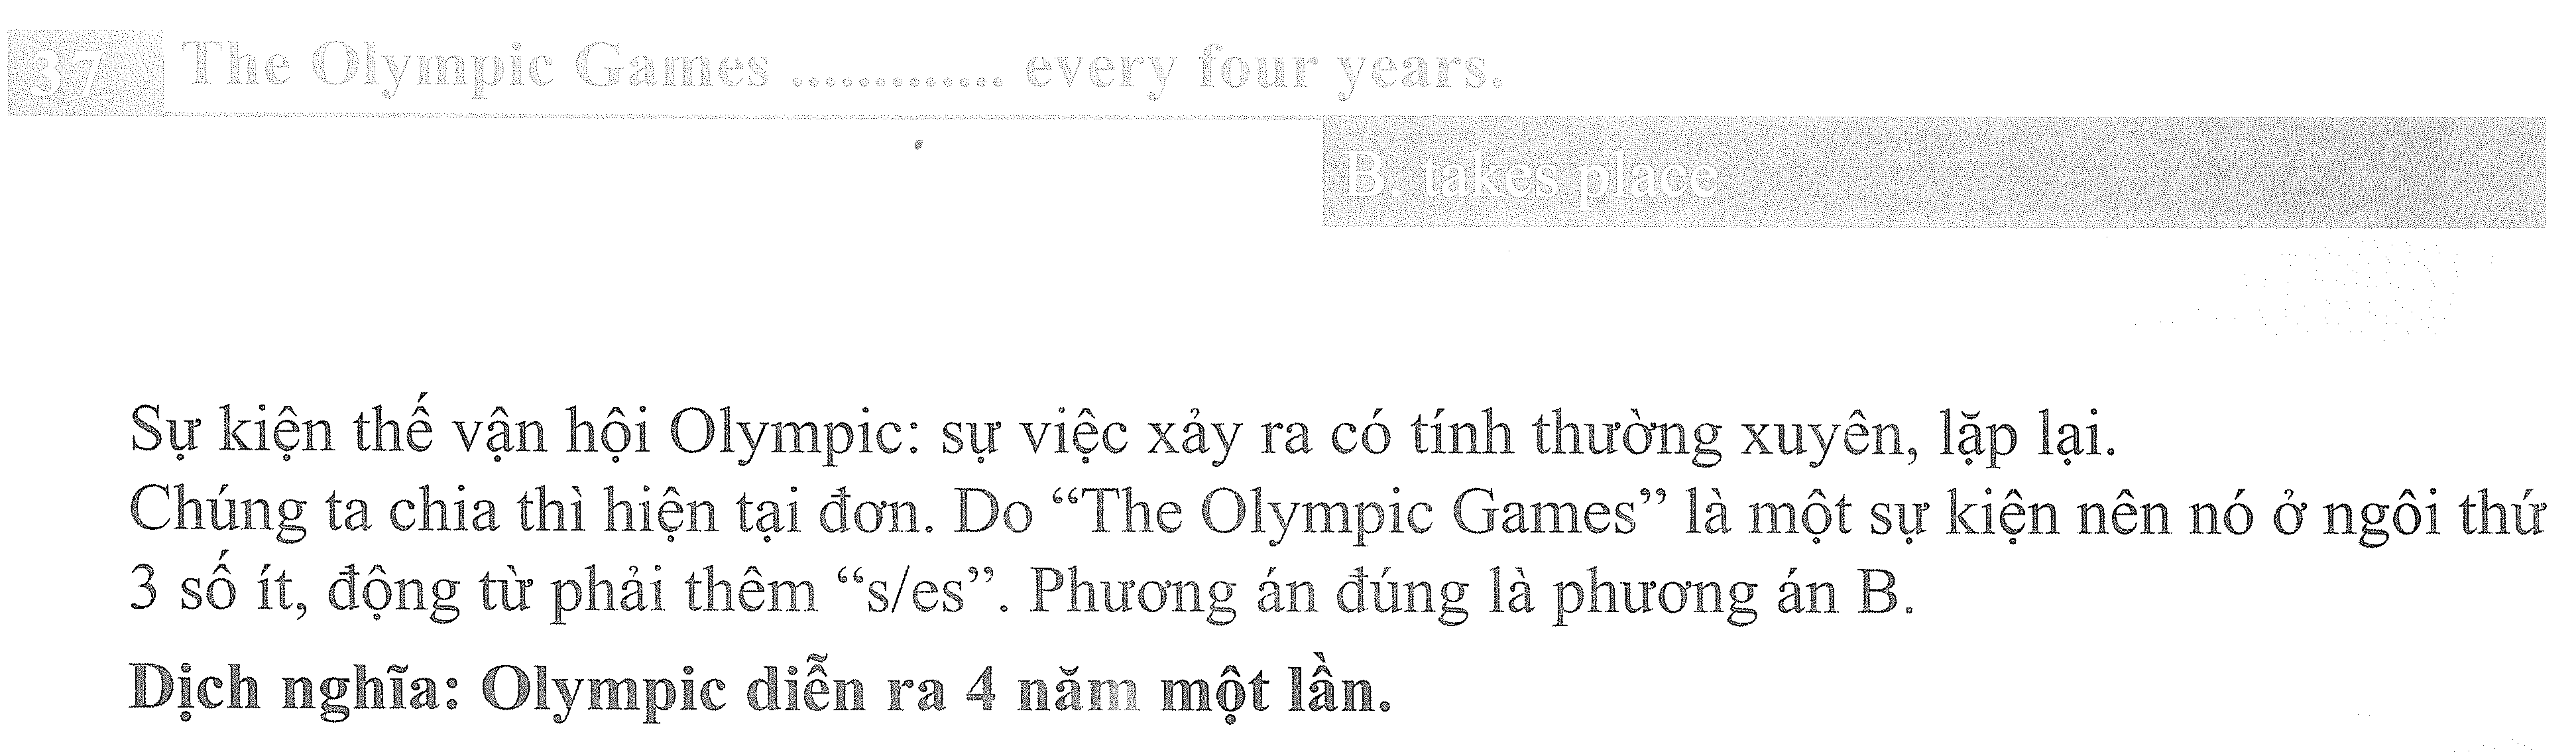 37 The Olympic Games ............. every four years.
B. takes place
Sự kiện thế vận hội Olympic: sự việc xảy ra có tính thường xuyên, lặp lại.
Chúng ta chia thì hiện tại đơn. Do “The Olympic Games” là một sự kiện nên nó ở ngôi thứ
3 số ít, động từ phải thêm “s/es”. Phương án đúng là phương án B.
Dịch nghĩa: Olympic diễn ra 4 năm một lần.